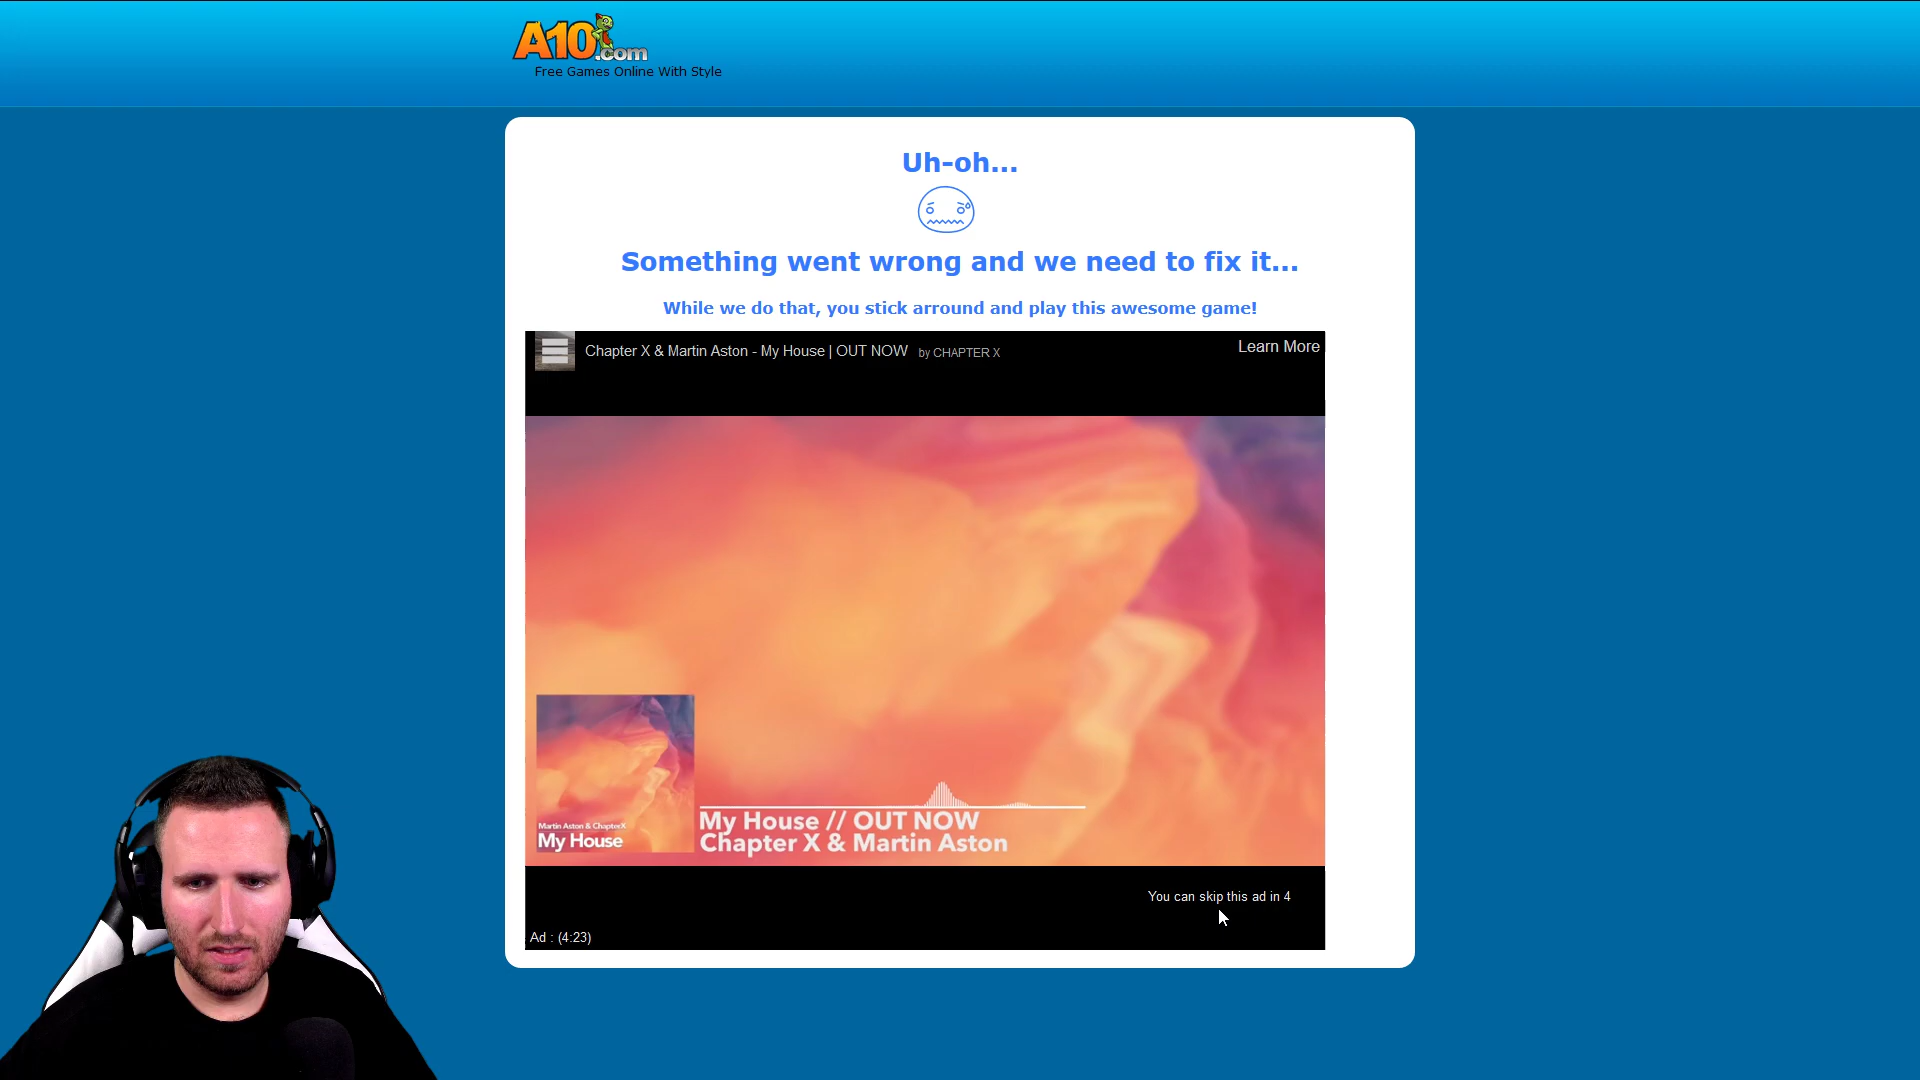 A10.com
Free Games Online With Style
Uh-oh...
Something went wrong and we need to fix it...
While we do that, you stick arround and play this awesome game!
Chapter X & Martin Aston - My House | OUT NOW by CHAPTER X
Learn More
Martin Aston & ChapterX
My House
My House // OUT NOW
Chapter X & Martin Aston
You can skip this ad in 4
Ad : (4:23)